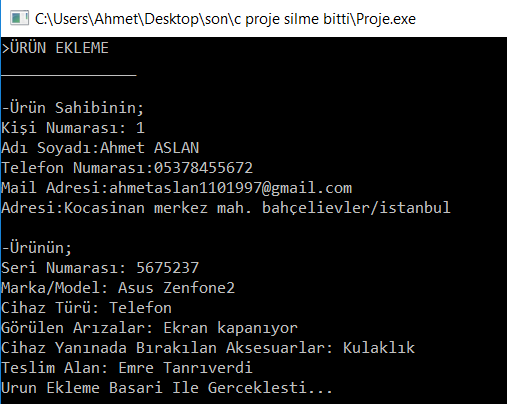 C:\Users\Ahmet\Desktop\son\c proje silme bitti\Proje.exe
>ÜRÜN EKLEME
_______________
-Ürün Sahibinin;
Kişi Numarası: 1
Adı Soyadı:Ahmet ASLAN
Telefon Numarası:05378455672
Mail Adresi:ahmetaslan1101997@gmail.com
Adresi:Kocasinan merkez mah. bahçelievler/istanbul
-Ürünün;
Seri Numarası: 5675237
Marka/Model: Asus Zenfone2
Cihaz Türü: Telefon
Görülen Arızalar: Ekran kapanıyor
Cihaz Yanınada Bırakılan Aksesuarlar: Kulaklık
Teslim Alan: Emre Tanrıverdi
Urun Ekleme Basari Ile Gerceklesti...